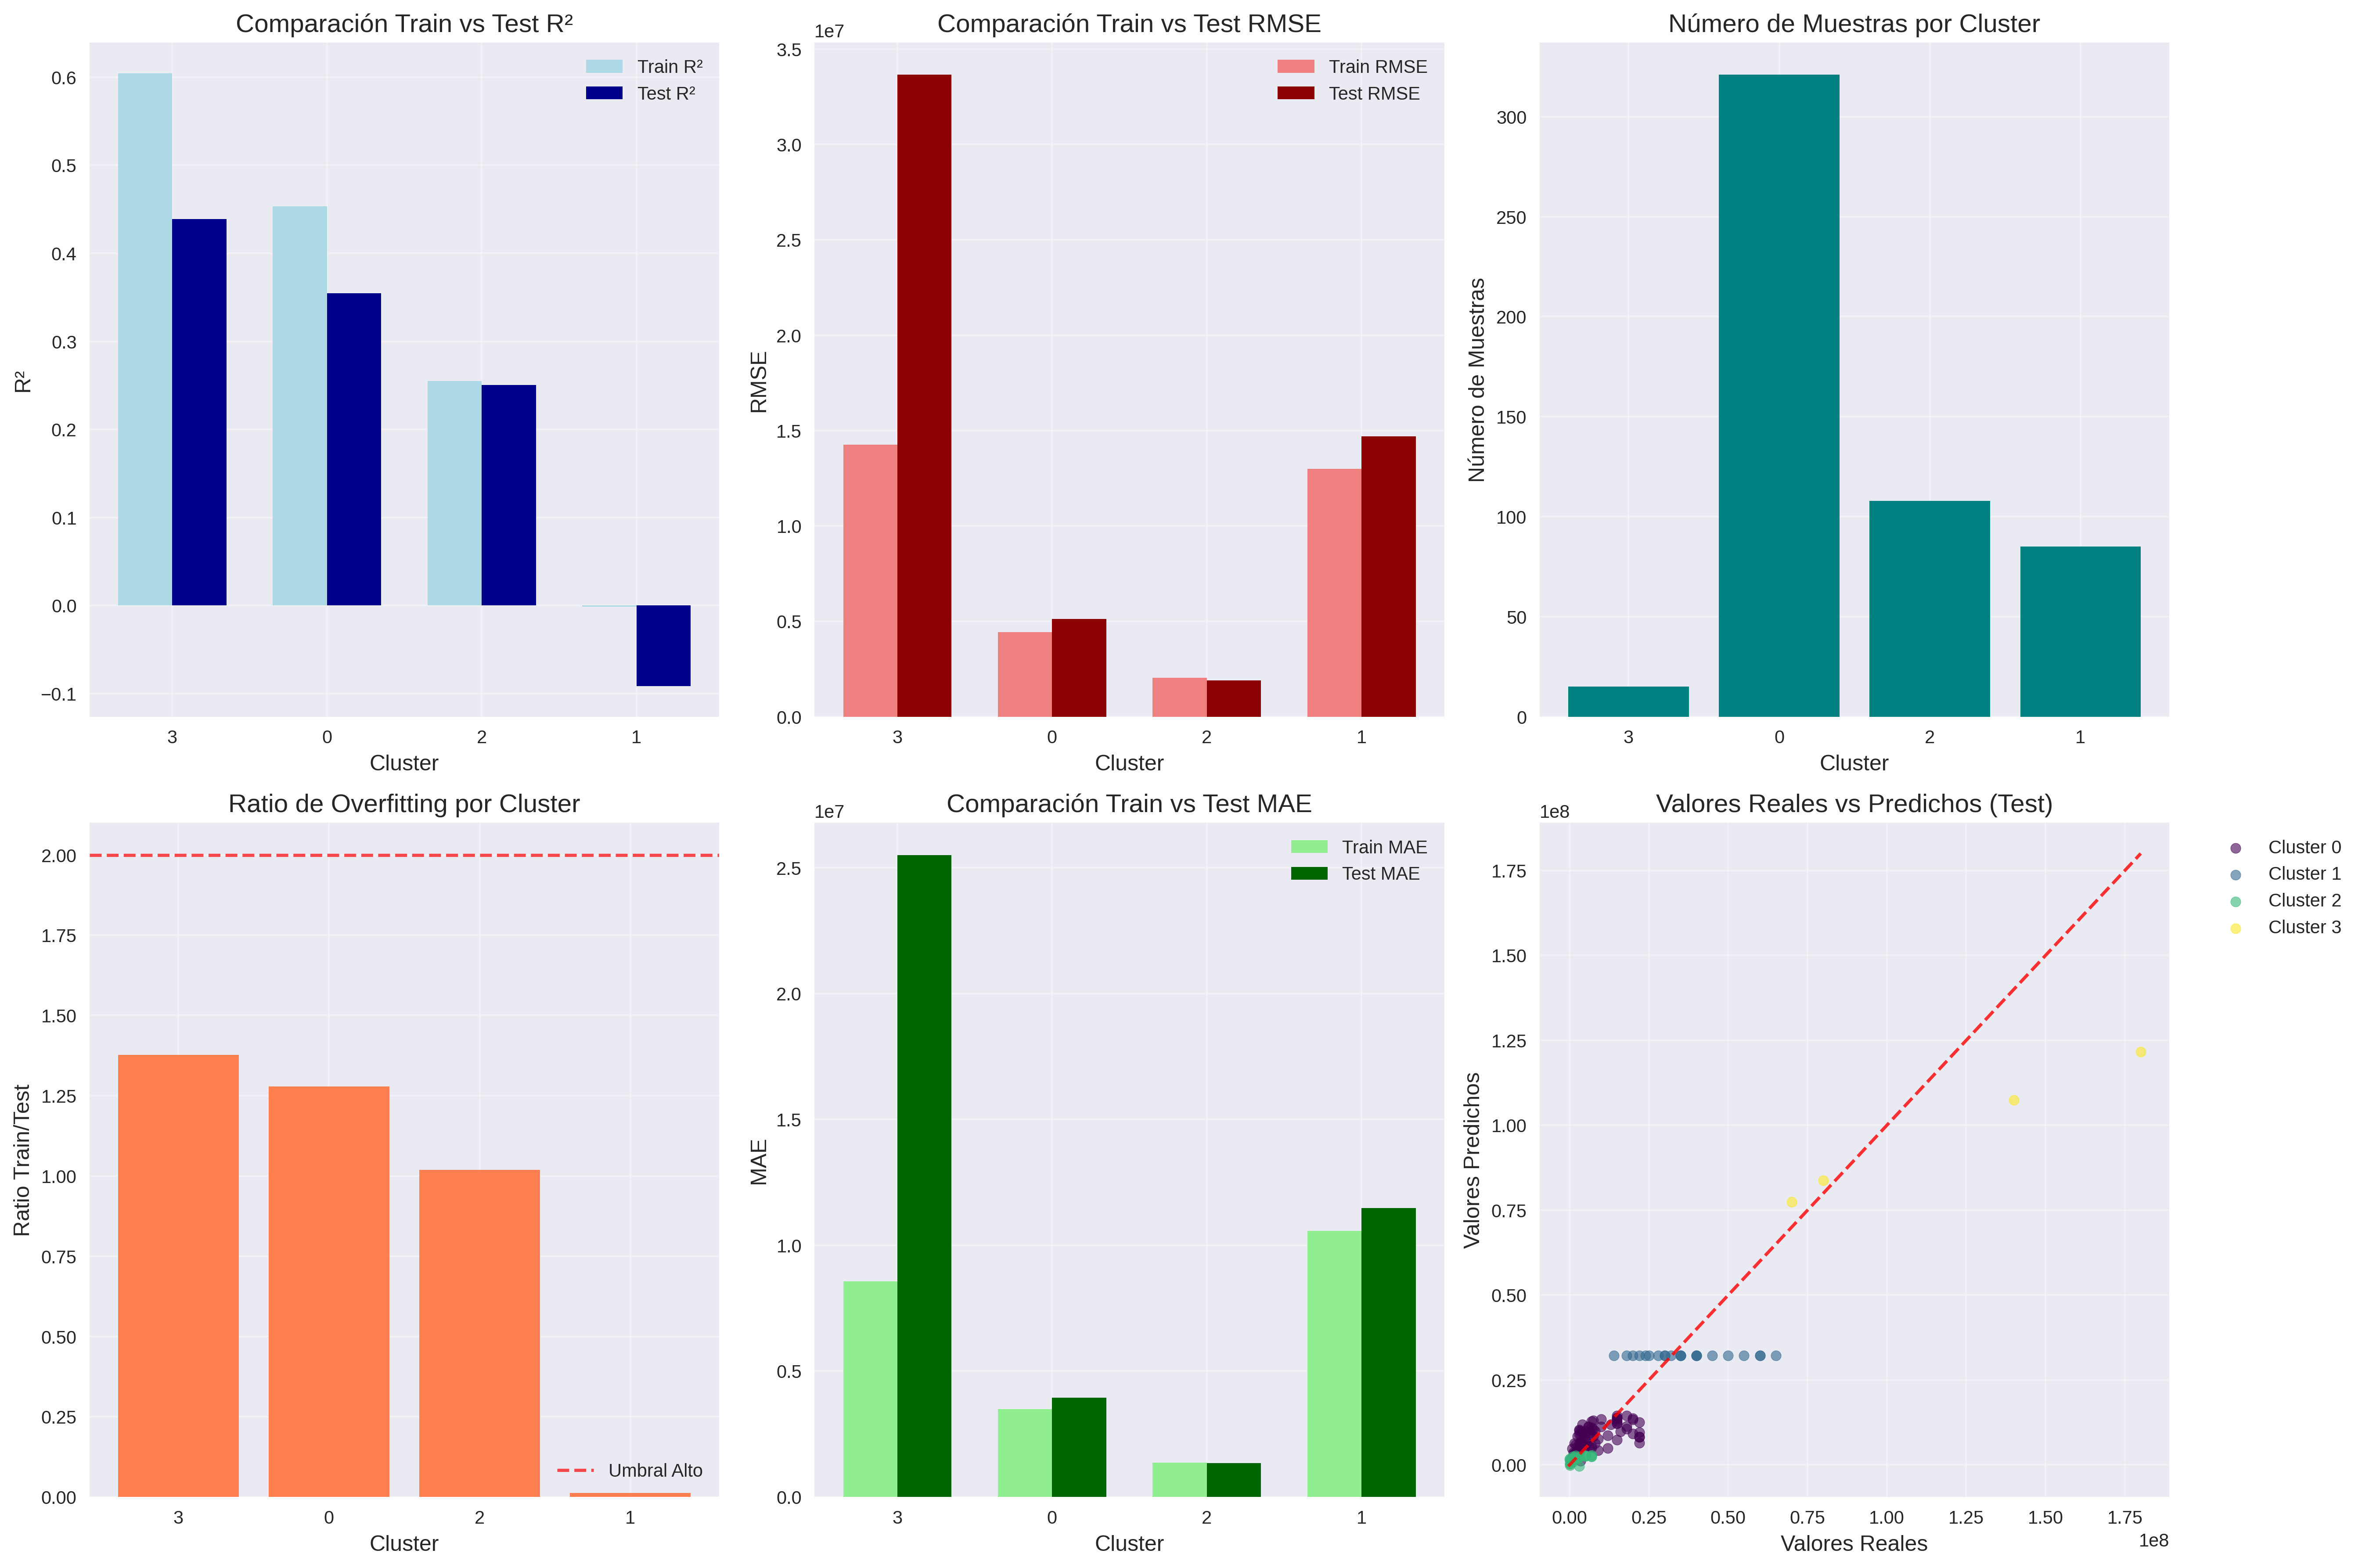 Comparación Train vs Test R²
Train R²
Test R²
R²
0.6
0.5
0.4
0.3
0.2
0.1
0.0
−0.1
3 0 2 1
Cluster
Comparación Train vs Test RMSE
1e7
Train RMSE
Test RMSE
RMSE
3.5
3.0
2.5
2.0
1.5
1.0
0.5
0.0
3 0 2 1
Cluster
Número de Muestras por Cluster
Número de Muestras
300
250
200
150
100
50
0
3 0 2 1
Cluster
Ratio de Overfitting por Cluster
Ratio Train/Test
2.00
1.75
1.50
1.25
1.00
0.75
0.50
0.25
0.00
Umbral Alto
3 0 2 1
Cluster
Comparación Train vs Test MAE
1e7
Train MAE
Test MAE
MAE
2.5
2.0
1.5
1.0
0.5
0.0
3 0 2 1
Cluster
Valores Reales vs Predichos (Test)
1e8
Cluster 0
Cluster 1
Cluster 2
Cluster 3
Valores Predichos
1.75
1.50
1.25
1.00
0.75
0.50
0.25
0.00
0.00 0.25 0.50 0.75 1.00 1.25 1.50 1.75
1e8
Valores Reales